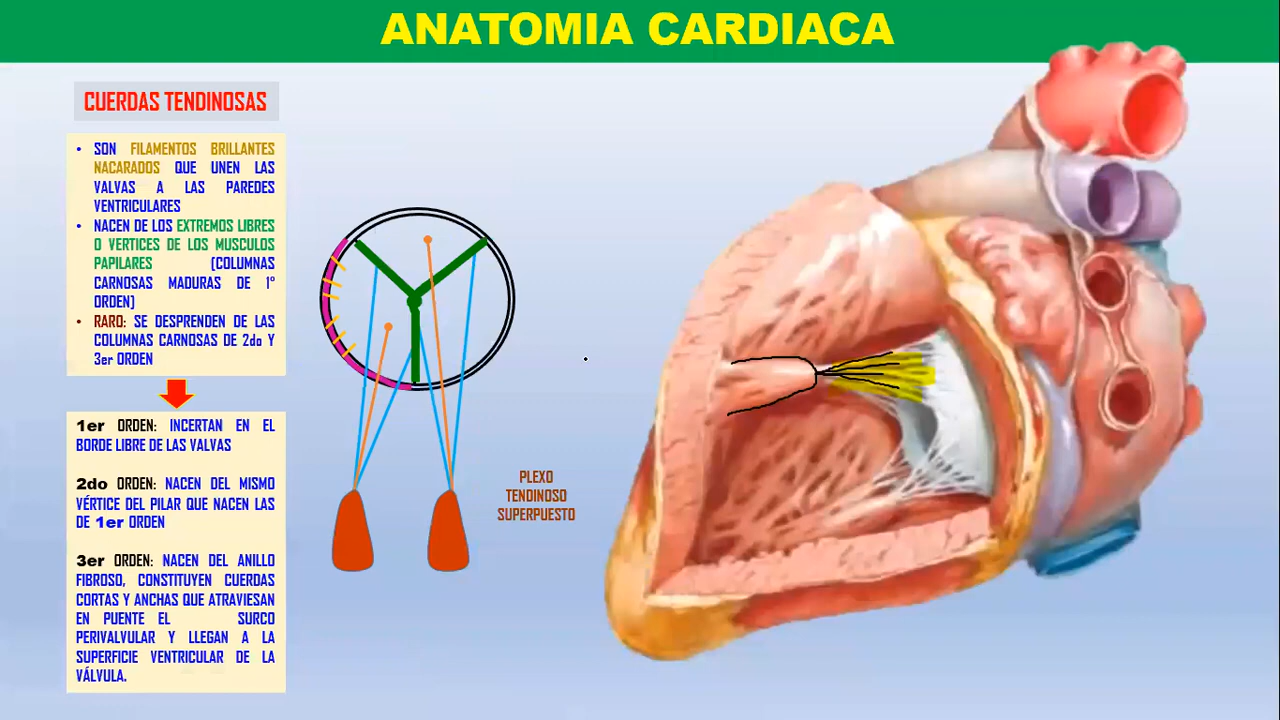 ANATOMIA CARDIACA
CUERDAS TENDINOSAS
• SON FILAMENTOS BRILLANTES
NACARADOS QUE UNEN LAS
VALVAS A LAS PAREDES
VENTRICULARES
• NACEN DE LOS EXTREMOS LIBRES
O VERTICES DE LOS MUSCULOS
PAPILARES (COLUMNAS
CARNOSAS MADURAS DE 1°
ORDEN)
• RARO: SE DESPRENDEN DE LAS
COLUMNAS CARNOSAS DE 2do Y
3er ORDEN
1er ORDEN: INCERTAN EN EL
BORDE LIBRE DE LAS VALVAS
2do ORDEN: NACEN DEL MISMO
VÉRTICE DEL PILAR QUE NACEN LAS
DE 1er ORDEN
3er ORDEN: NACEN DEL ANILLO
FIBROSO, CONSTITUYEN CUERDAS
CORTAS Y ANCHAS QUE ATRAVIESAN
EN PUENTE EL SURCO
PERIVALVULAR Y LLEGAN A LA
SUPERFICIE VENTRICULAR DE LA
VÁLVULA.
PLEXO
TENDINOSO
SUPERPUESTO